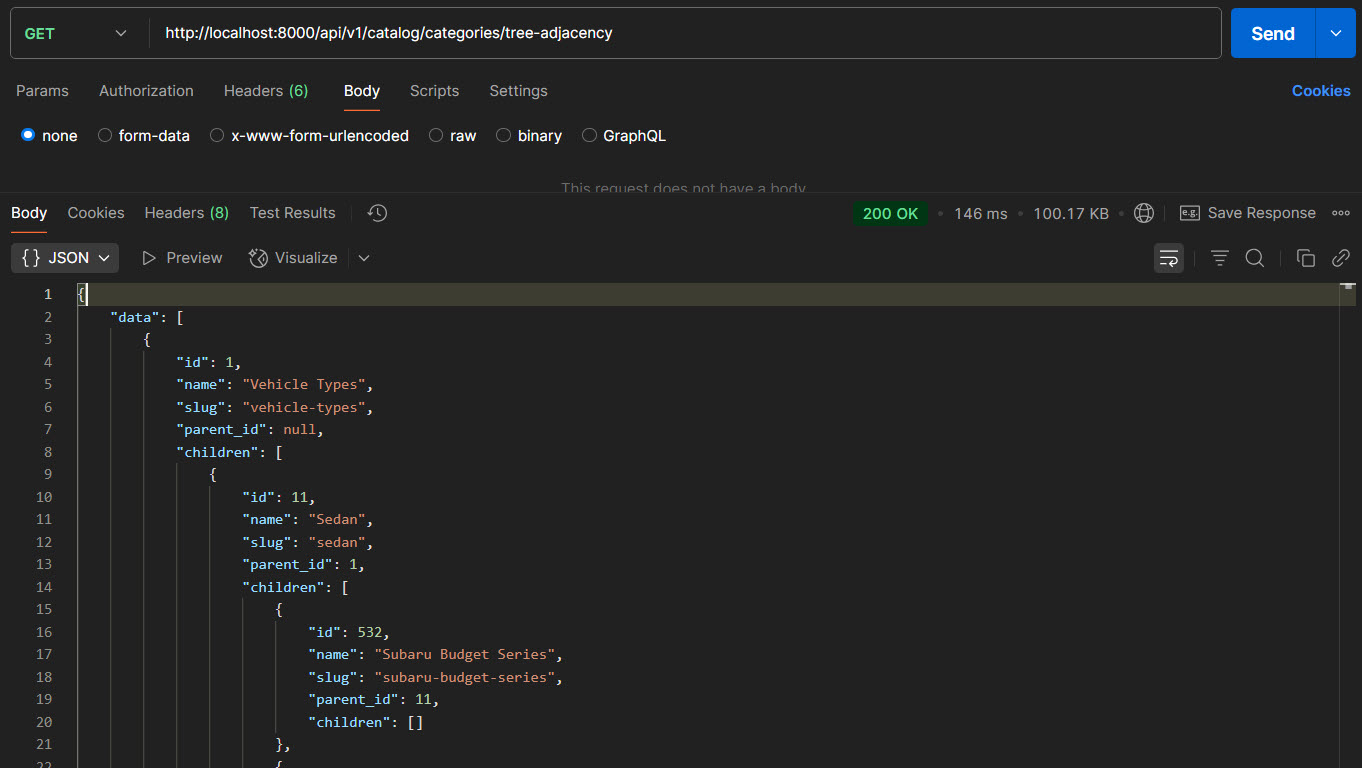 GET http://localhost:8000/api/v1/catalog/categories/tree-adjacency Send
Params Authorization Headers (6) Body Scripts Settings Cookies
none form-data x-www-form-urlencoded raw binary GraphQL
This request does not have a body
Body Cookies Headers (8) Test Results 200 OK • 146 ms • 100.17 KB • e.g. Save Response
{} JSON Preview Visualize
1 {
2 "data": [
3 {
4 "id": 1,
5 "name": "Vehicle Types",
6 "slug": "vehicle-types",
7 "parent_id": null,
8 "children": [
9 {
10 "id": 11,
11 "name": "Sedan",
12 "slug": "sedan",
13 "parent_id": 1,
14 "children": [
15 {
16 "id": 532,
17 "name": "Subaru Budget Series",
18 "slug": "subaru-budget-series",
19 "parent_id": 11,
20 "children": []
21 },
22 {